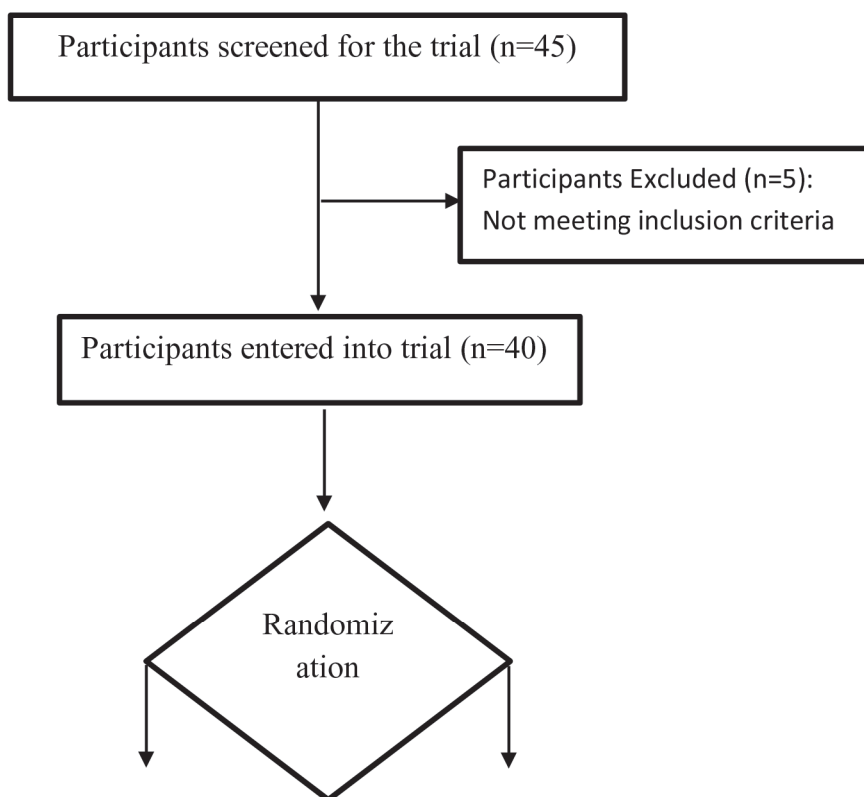 Participants screened for the trial (n=45)
Participants Excluded (n=5):
Not meeting inclusion criteria
Participants entered into trial (n=40)
Randomiz
ation